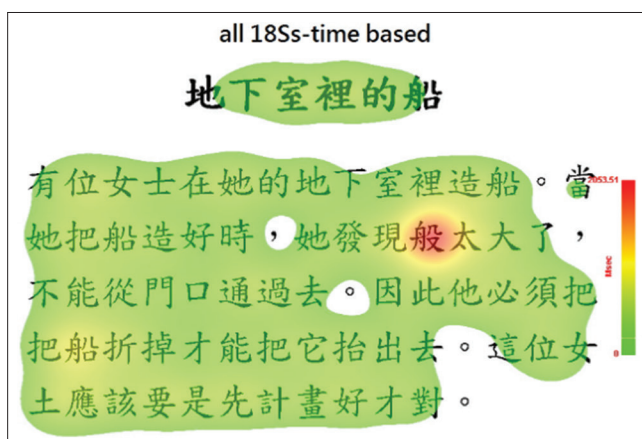 all 18Ss-time based
地下室裡的船
有位女士在她的地下室裡造船。當
她把船造好時，她發現般太大了，
不能從門口通過去。因此他必須把
把船折掉才能把它抬出去。這位女
土應該要是先計畫好才對。
2053.51
Msec
0